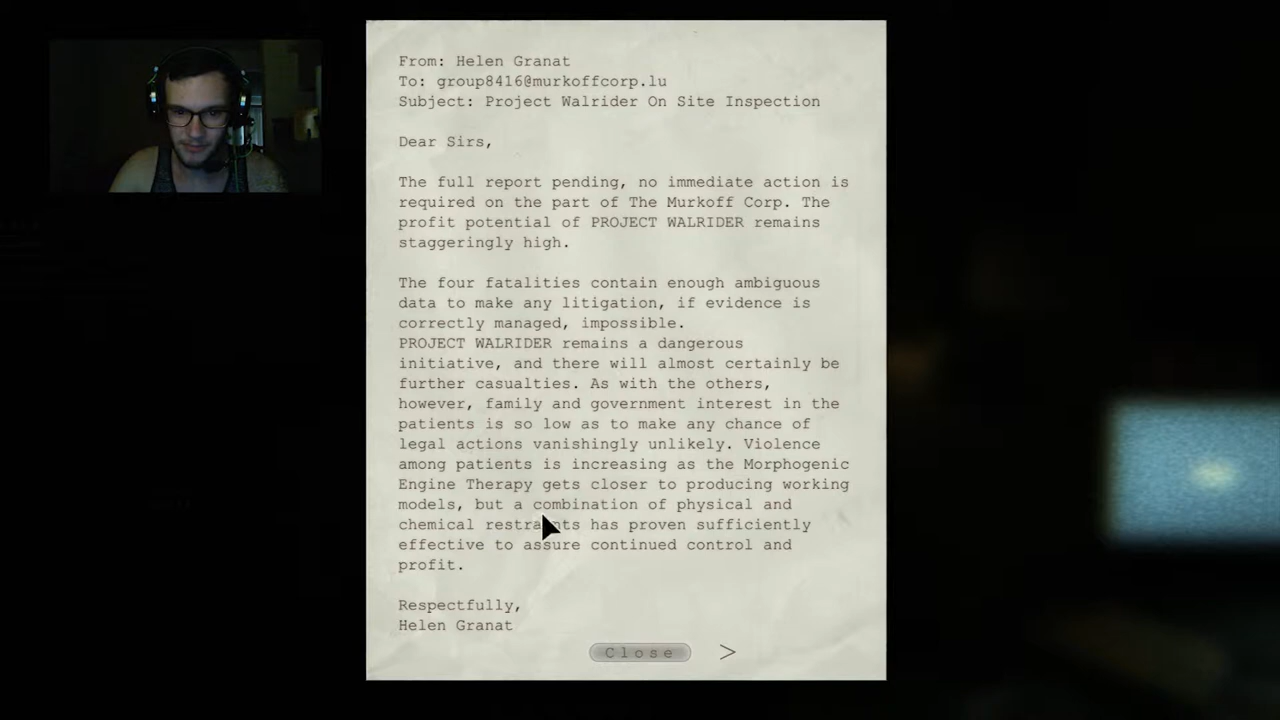 From: Helen Granat
To: group8416@murkoffcorp.lu
Subject: Project Walrider On Site Inspection
Dear Sirs,
The full report pending, no immediate action is
required on the part of The Murkoff Corp. The
profit potential of PROJECT WALRIDER remains
staggeringly high.
The four fatalities contain enough ambiguous
data to make any litigation, if evidence is
correctly managed, impossible.
PROJECT WALRIDER remains a dangerous
initiative, and there will almost certainly be
further casualties. As with the others,
however, family and government interest in the
patients is so low as to make any chance of
legal actions vanishingly unlikely. Violence
among patients is increasing as the Morphogenic
Engine Therapy gets closer to producing working
models, but a combination of physical and
chemical restraints has proven sufficiently
effective to assure continued control and
profit.
Respectfully,
Helen Granat
Close >